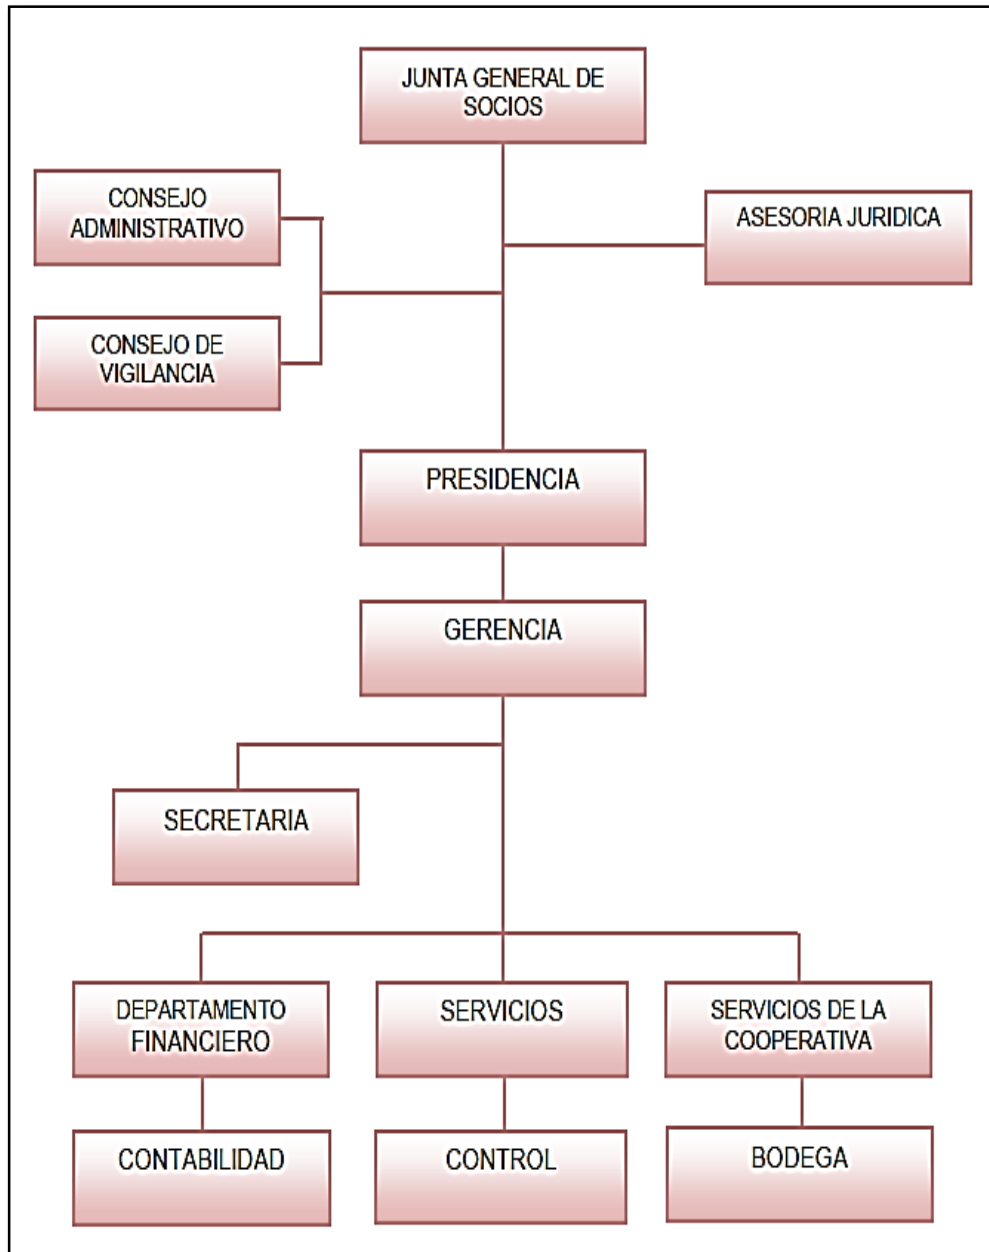 JUNTA GENERAL DE
SOCIOS
CONSEJO
ADMINISTRATIVO
ASESORIA JURIDICA
CONSEJO DE
VIGILANCIA
PRESIDENCIA
GERENCIA
SECRETARIA
DEPARTAMENTO
FINANCIERO
SERVICIOS
SERVICIOS DE LA
COOPERATIVA
CONTABILIDAD
CONTROL
BODEGA